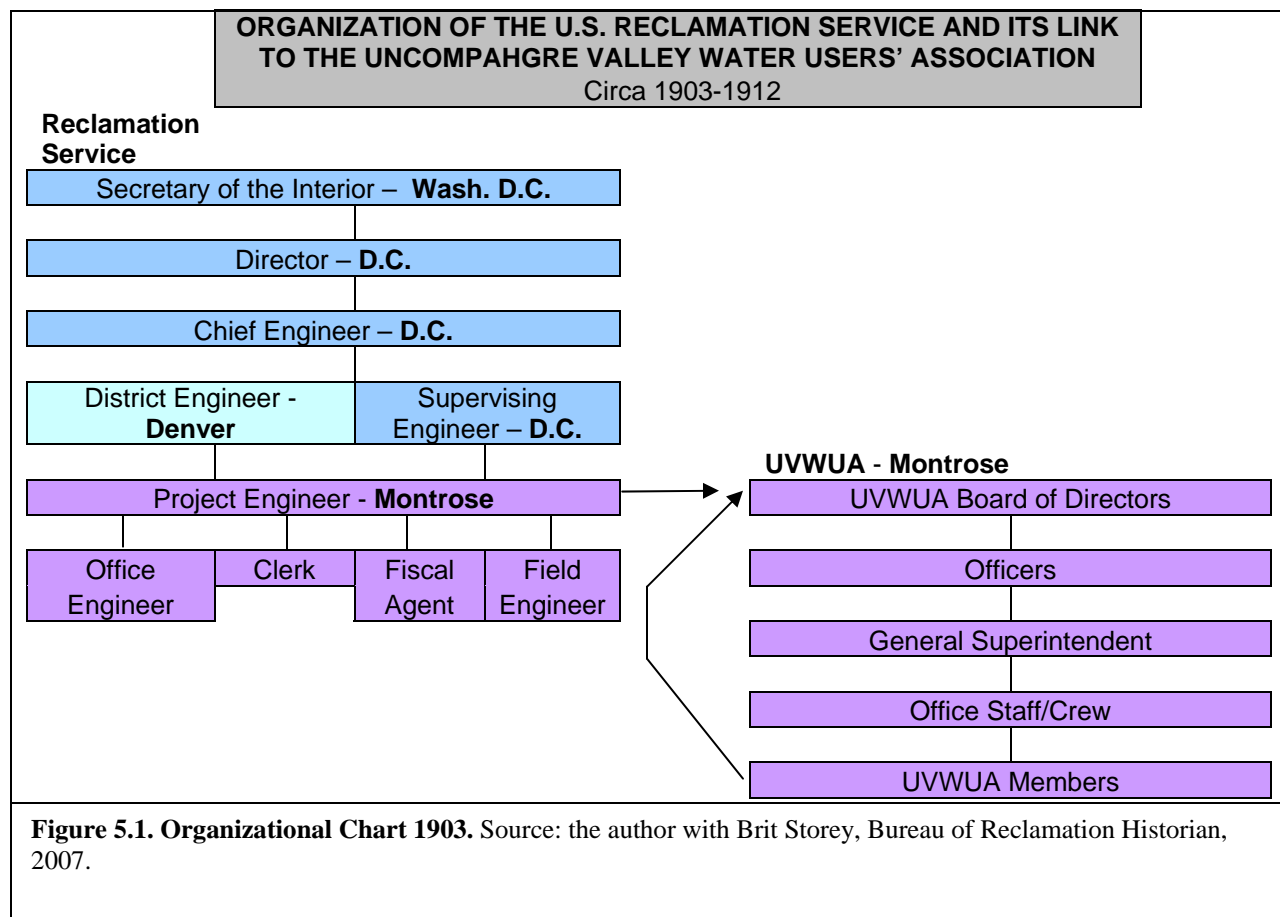 ORGANIZATION OF THE U.S. RECLAMATION SERVICE AND ITS LINK
TO THE UNCOMPAHGRE VALLEY WATER USERS’ ASSOCIATION
Circa 1903-1912
Reclamation
Service
Secretary of the Interior – Wash. D.C.
Director – D.C.
Chief Engineer – D.C.
District Engineer -
Denver
Supervising
Engineer – D.C.
Project Engineer - Montrose
Office
Engineer
Clerk
Fiscal
Agent
Field
Engineer
UVWUA - Montrose
UVWUA Board of Directors
Officers
General Superintendent
Office Staff/Crew
UVWUA Members
Figure 5.1. Organizational Chart 1903. Source: the author with Brit Storey, Bureau of Reclamation Historian,
2007.